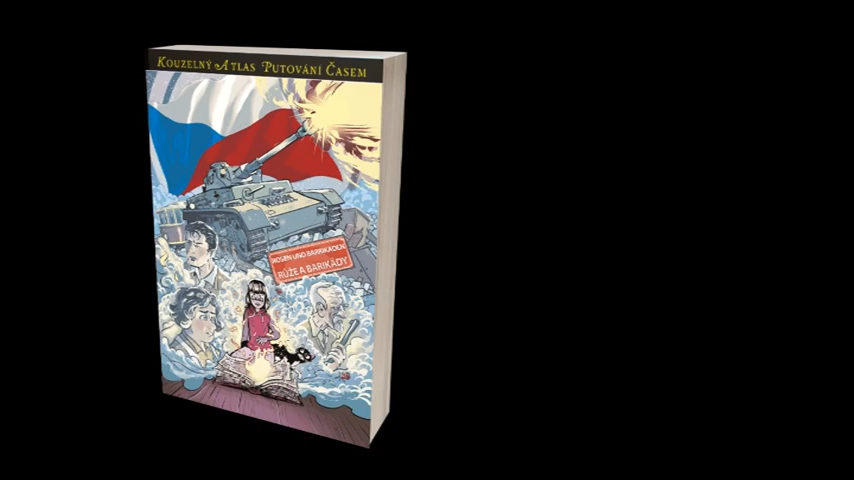 Kouzelný Atlas Putování Časem
ROSEN UND BARRIKADEN
RŮŽE A BARIKÁDY